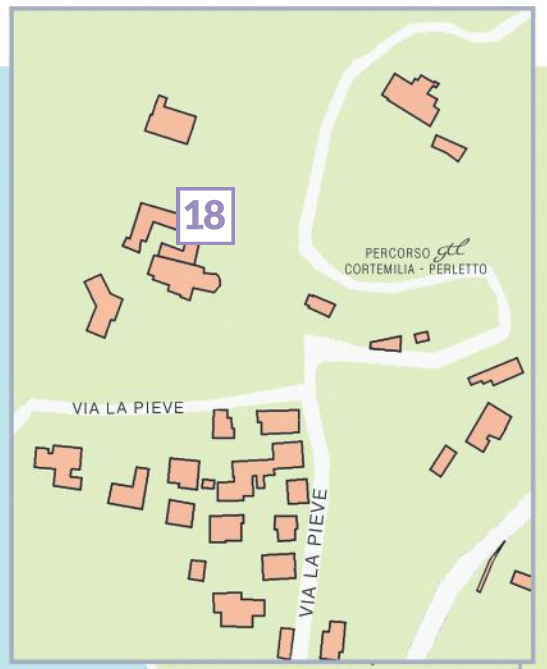 18
PERCORSO gtl
CORTEMILIA - PERLETTO
VIA LA PIEVE
VIA LA PIEVE